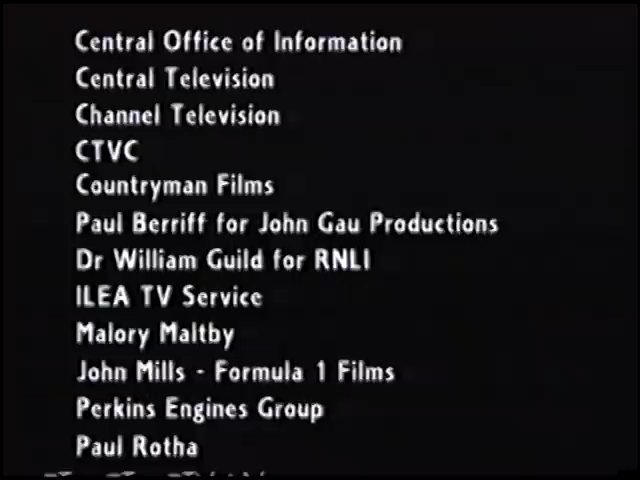 Central Office of Information
Central Television
Channel Television
CTVC
Countryman Films
Paul Berriff for John Gau Productions
Dr William Guild for RNLI
ILEA TV Service
Malory Maltby
John Mills - Formula 1 Films
Perkins Engines Group
Paul Rotha